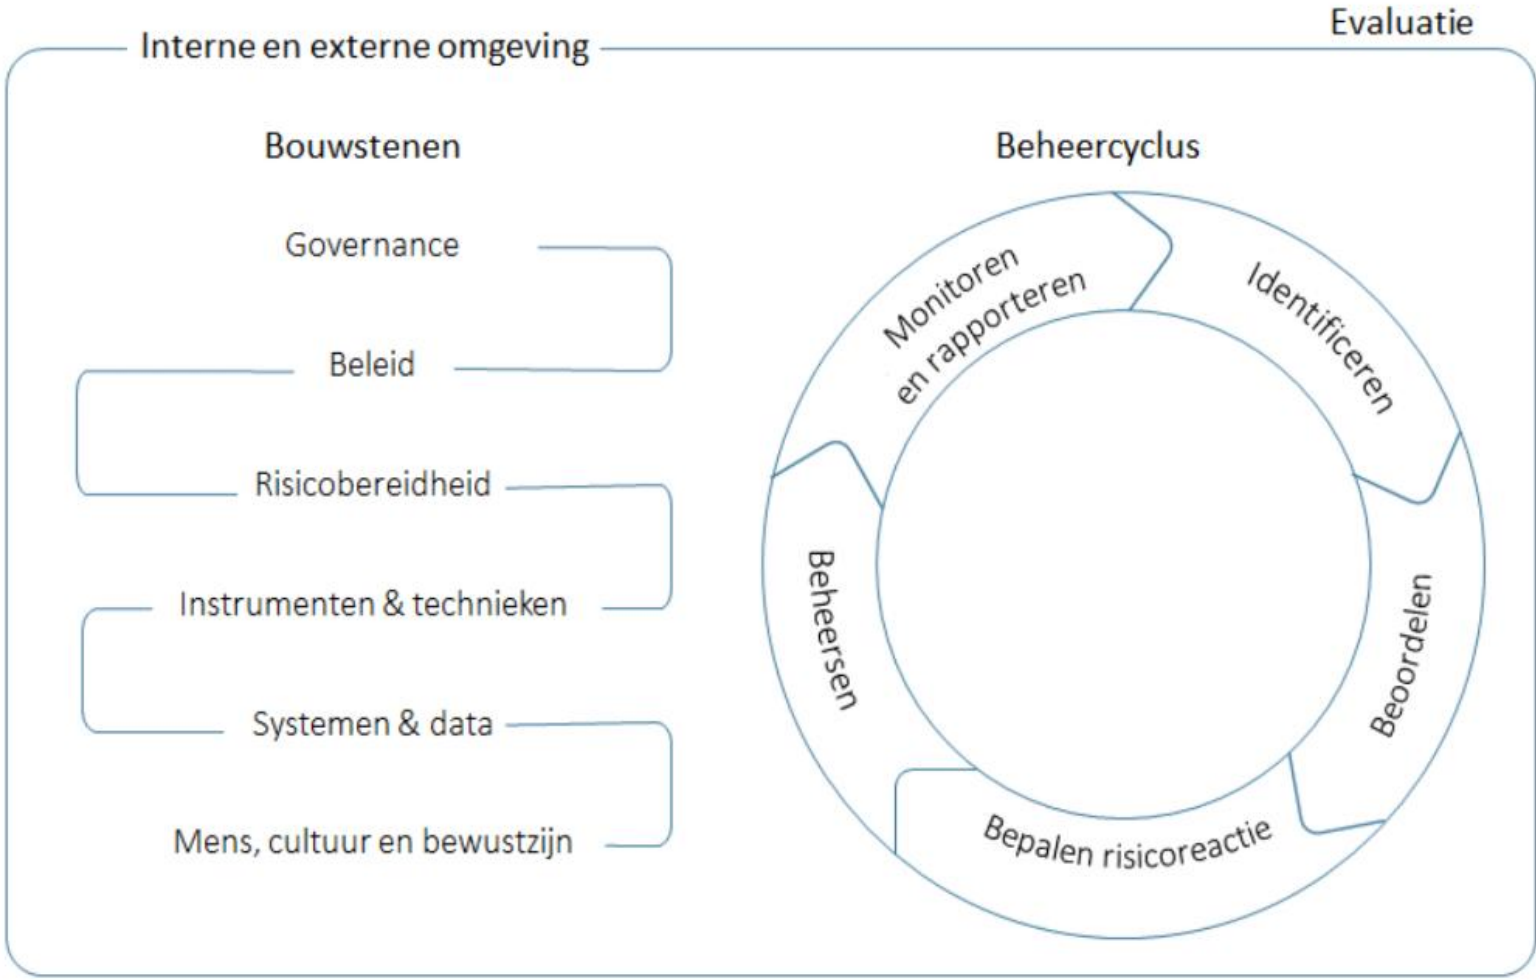 Evaluatie
Interne en externe omgeving
Bouwstenen
Governance
Beleid
Risicobereidheid
Instrumenten & technieken
Systemen & data
Mens, cultuur en bewustzijn
Beheercyclus
Identificeren
Beoordelen
Bepalen risicoreactie
Beheersen
Monitoren
en rapporteren